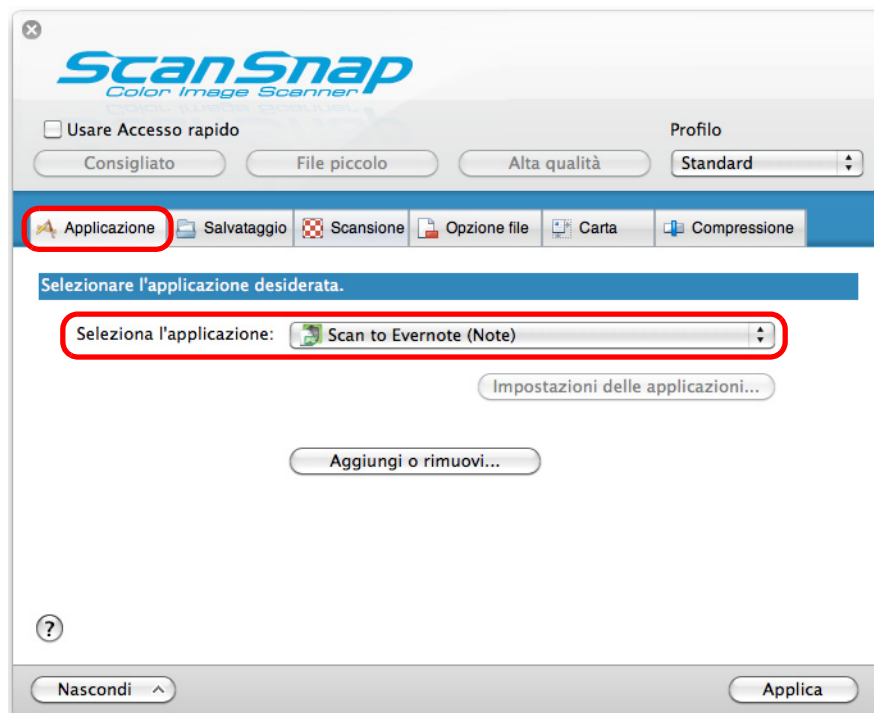 ScanSnap
Color Image Scanner
Usare Accesso rapido
Profilo
Consigliato File piccolo Alta qualità Standard
Applicazione Salvataggio Scansione Opzione file Carta Compressione
Selezionare l'applicazione desiderata.
Seleziona l'applicazione: Scan to Evernote (Note)
Impostazioni delle applicazioni...
Aggiungi o rimuovi...
?
Nascondi Applica